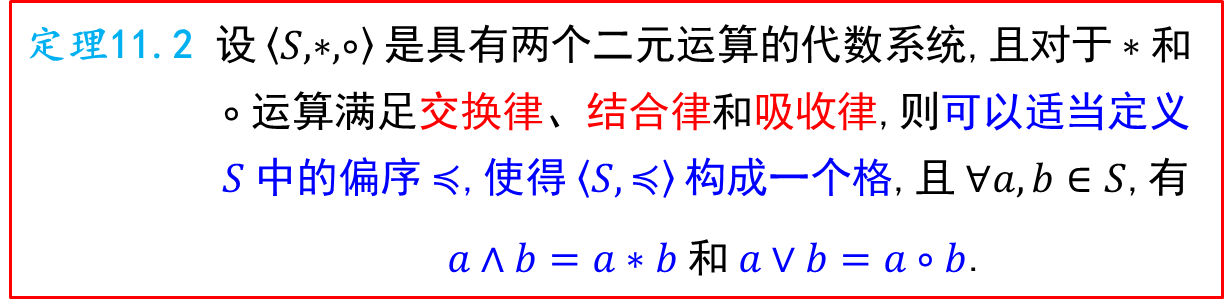 定理11.2 设 ⟨S,∗,∘⟩ 是具有两个二元运算的代数系统, 且对于 ∗ 和
∘ 运算满足交换律、结合律和吸收律, 则可以适当定义
S 中的偏序 ≼, 使得 ⟨S,≼⟩ 构成一个格, 且 ∀a,b ∈ S, 有
a ∧ b = a ∗ b 和 a ∨ b = a ∘ b.